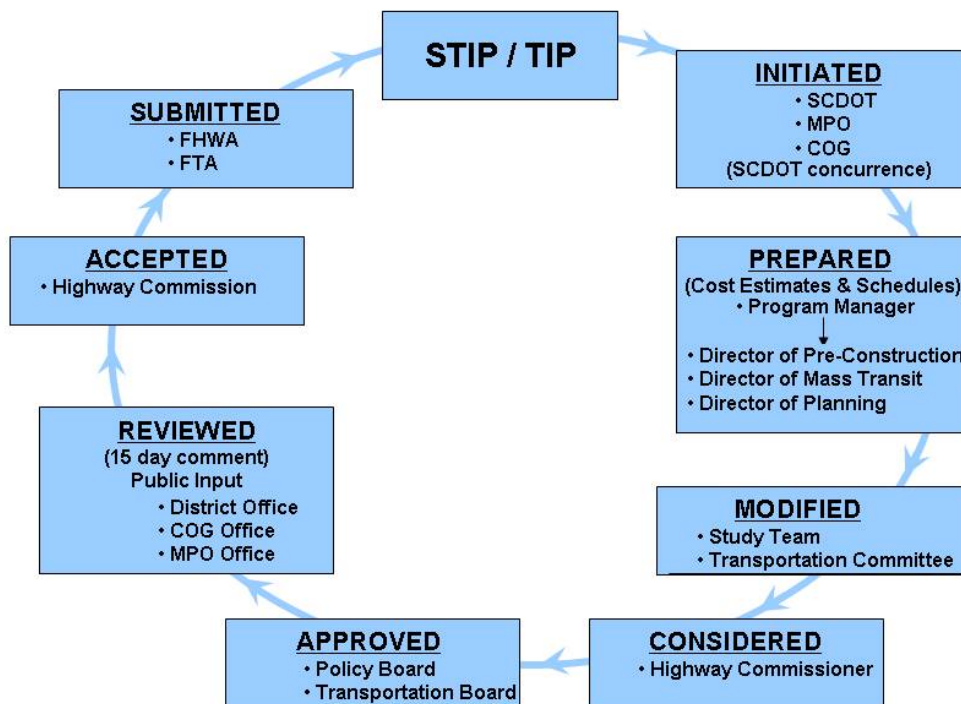 STIP / TIP
INITIATED
• SCDOT
• MPO
• COG
(SCDOT concurrence)
PREPARED
(Cost Estimates & Schedules)
• Program Manager
• Director of Pre-Construction
• Director of Mass Transit
• Director of Planning
MODIFIED
• Study Team
• Transportation Committee
CONSIDERED
• Highway Commissioner
APPROVED
• Policy Board
• Transportation Board
REVIEWED
(15 day comment)
Public Input
• District Office
• COG Office
• MPO Office
ACCEPTED
• Highway Commission
SUBMITTED
• FHWA
• FTA